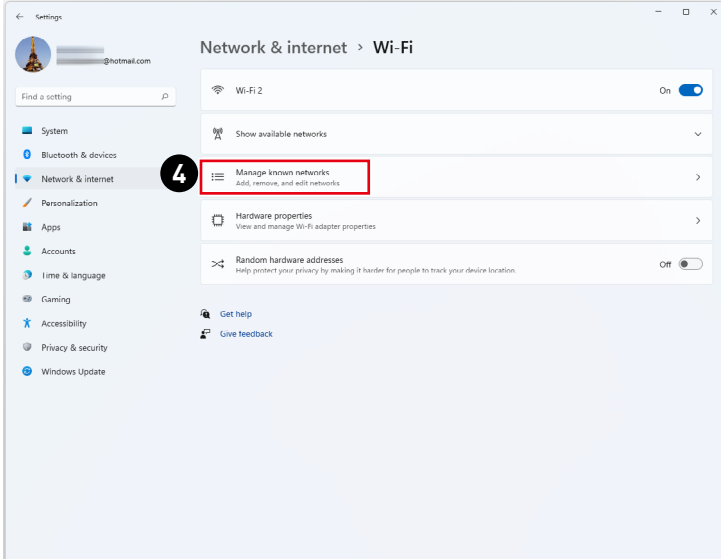 Settings
@hotmail.com
Find a setting
System
Bluetooth & devices
Network & internet
Personalization
Apps
Accounts
Time & language
Gaming
Accessibility
Privacy & security
Windows Update
Network & internet > Wi-Fi
Wi-Fi 2
On
Show available networks
4
Manage known networks
Add, remove, and edit networks
Hardware properties
View and manage Wi-Fi adapter properties
Random hardware addresses
Help protect your privacy by making it harder for people to track your device location.
Off
Get help
Give feedback